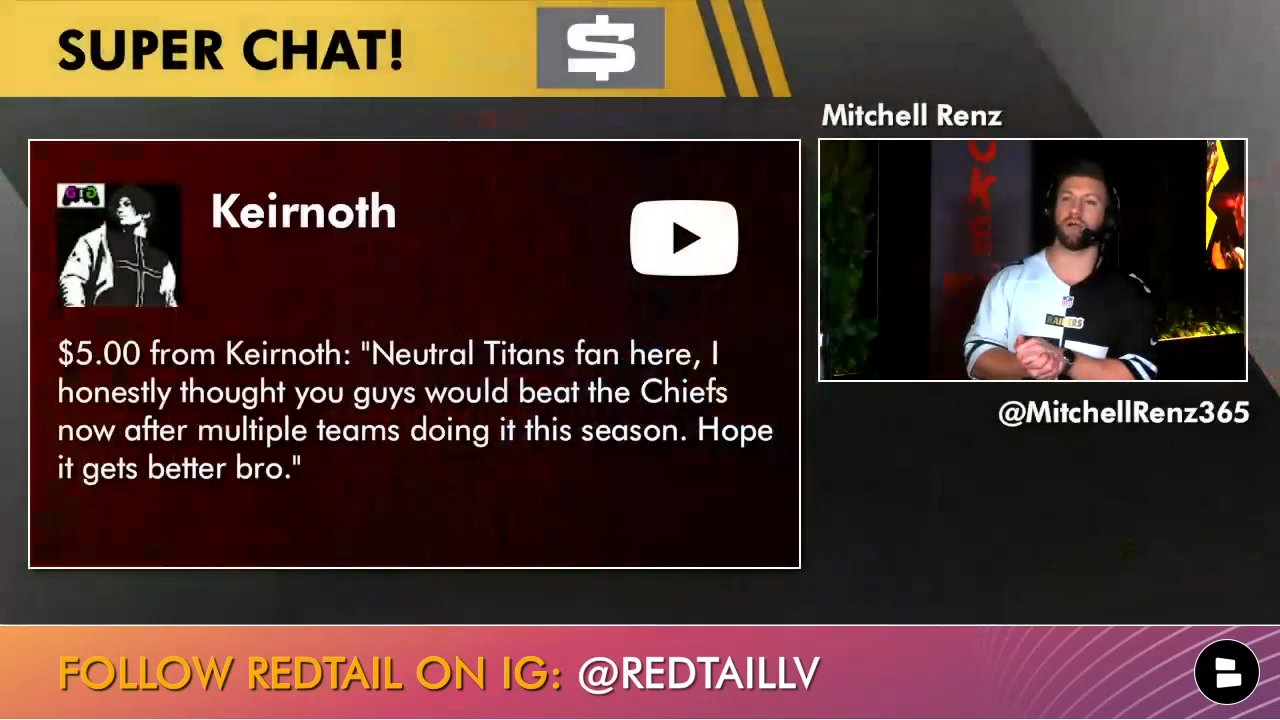 SUPER CHAT!
$
Mitchell Renz
GTG
Keirnoth
$5.00 from Keirnoth: "Neutral Titans fan here, I
honestly thought you guys would beat the Chiefs
now after multiple teams doing it this season. Hope
it gets better bro."
RAIDERS
@MitchellRenz365
FOLLOW REDTAIL ON IG: @REDTAILLV